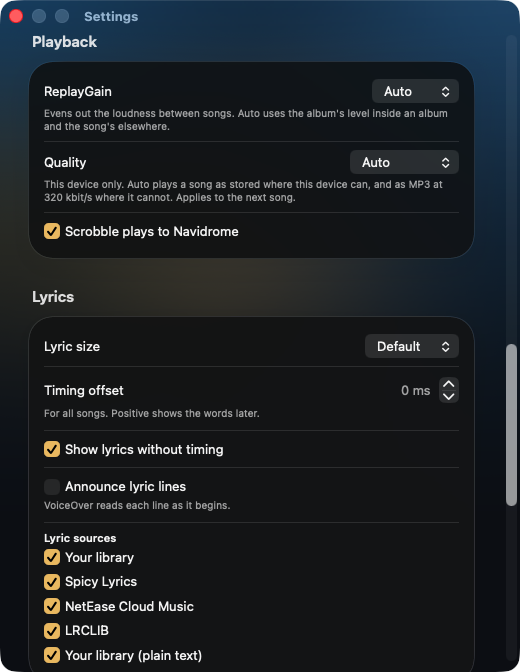 Settings
Playback
ReplayGain
Auto
Evens out the loudness between songs. Auto uses the album's level inside an album
and the song's elsewhere.
Quality
Auto
This device only. Auto plays a song as stored where this device can, and as MP3 at
320 kbit/s where it cannot. Applies to the next song.
Scrobble plays to Navidrome
Lyrics
Lyric size
Default
Timing offset
0 ms
For all songs. Positive shows the words later.
Show lyrics without timing
Announce lyric lines
VoiceOver reads each line as it begins.
Lyric sources
Your library
Spicy Lyrics
NetEase Cloud Music
LRCLIB
Your library (plain text)